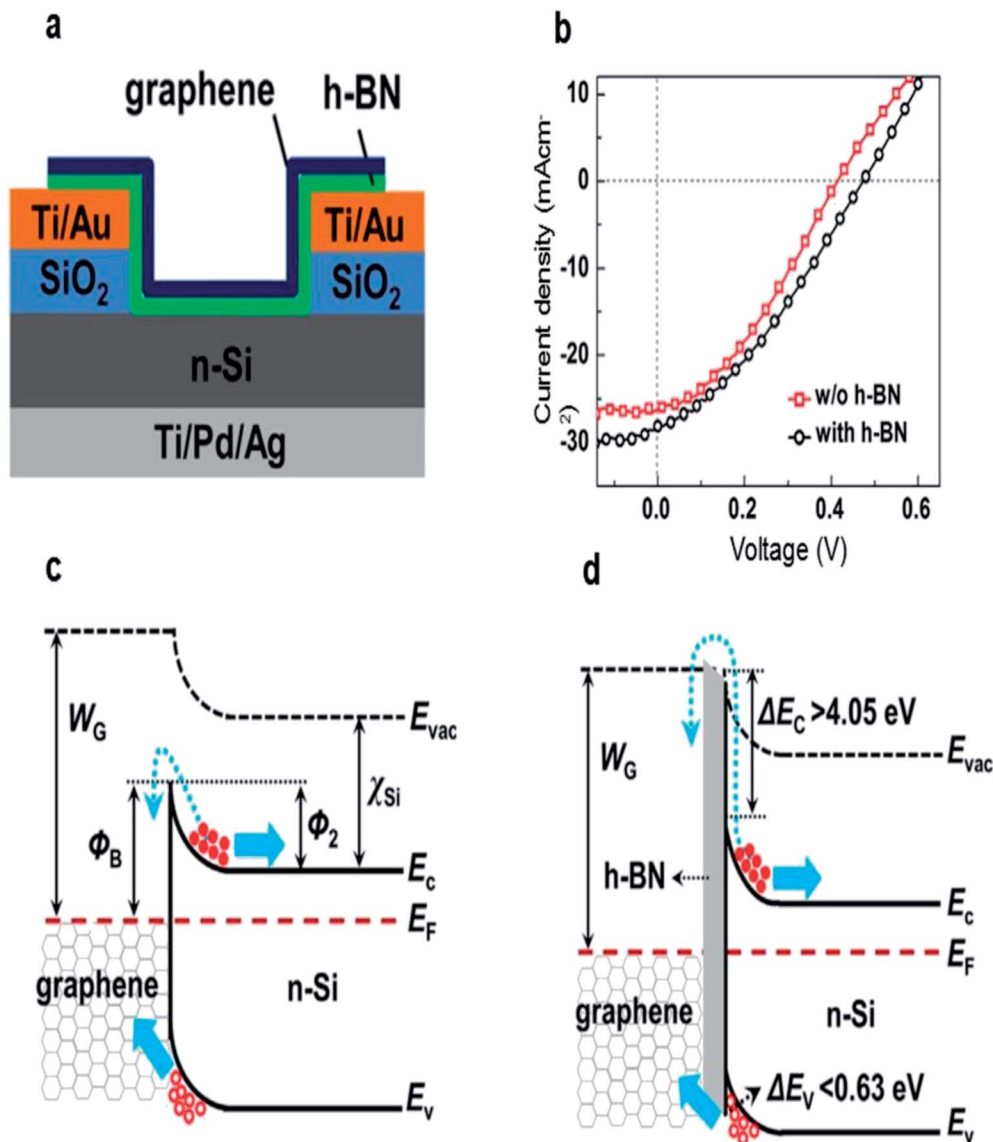 a
graphene
h-BN
Ti/Au
Ti/Au
SiO2
SiO2
n-Si
Ti/Pd/Ag
b
Current density (mAcm-
2)
10
0
-10
-20
-30
w/o h-BN
with h-BN
0.0
0.2
0.4
0.6
Voltage (V)
c
WG
Evac
χSi
ΦB
Φ2
Ec
EF
graphene
n-Si
Ev
d
ΔEC >4.05 eV
WG
Evac
h-BN
Ec
EF
graphene
n-Si
ΔEV <0.63 eV
Ev